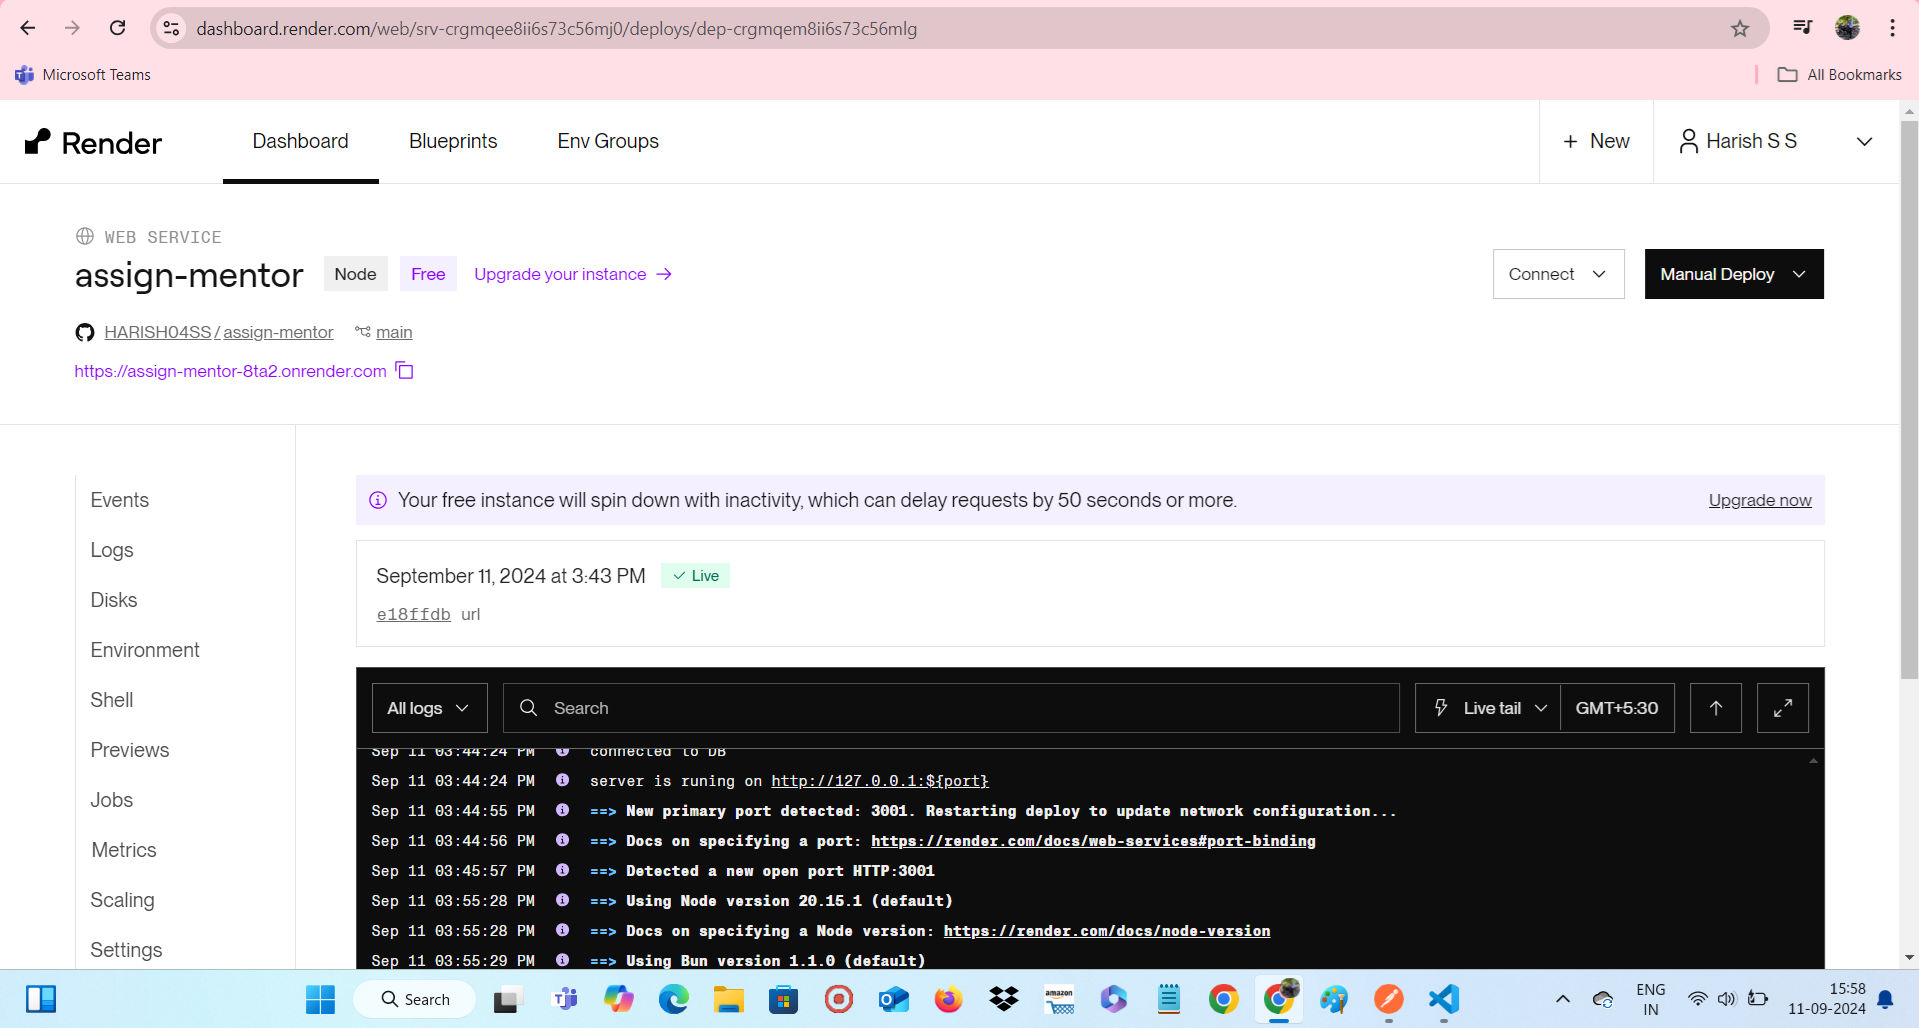 dashboard.render.com/web/srv-crgmqee8ii6s73c56mj0/deploys/dep-crgmqem8ii6s73c56mlg
Microsoft Teams
All Bookmarks
Render
Dashboard
Blueprints
Env Groups
+ New
Harish S S
WEB SERVICE
assign-mentor
Node
Free
Upgrade your instance →
Connect
Manual Deploy
HARISH04SS/assign-mentor
main
https://assign-mentor-8ta2.onrender.com
Events
Logs
Disks
Environment
Shell
Previews
Jobs
Metrics
Scaling
Settings
Your free instance will spin down with inactivity, which can delay requests by 50 seconds or more.
Upgrade now
September 11, 2024 at 3:43 PM
Live
e18ffdb url
All logs
Search
Live tail
GMT+5:30
Sep 11 03:44:24 PM connected to DB
Sep 11 03:44:24 PM server is runing on http://127.0.0.1:${port}
Sep 11 03:44:55 PM ==> New primary port detected: 3001. Restarting deploy to update network configuration...
Sep 11 03:44:56 PM ==> Docs on specifying a port: https://render.com/docs/web-services#port-binding
Sep 11 03:45:57 PM ==> Detected a new open port HTTP:3001
Sep 11 03:55:28 PM ==> Using Node version 20.15.1 (default)
Sep 11 03:55:28 PM ==> Docs on specifying a Node version: https://render.com/docs/node-version
Sep 11 03:55:29 PM ==> Using Bun version 1.1.0 (default)
Search
amazon
ENG
IN
15:58
11-09-2024